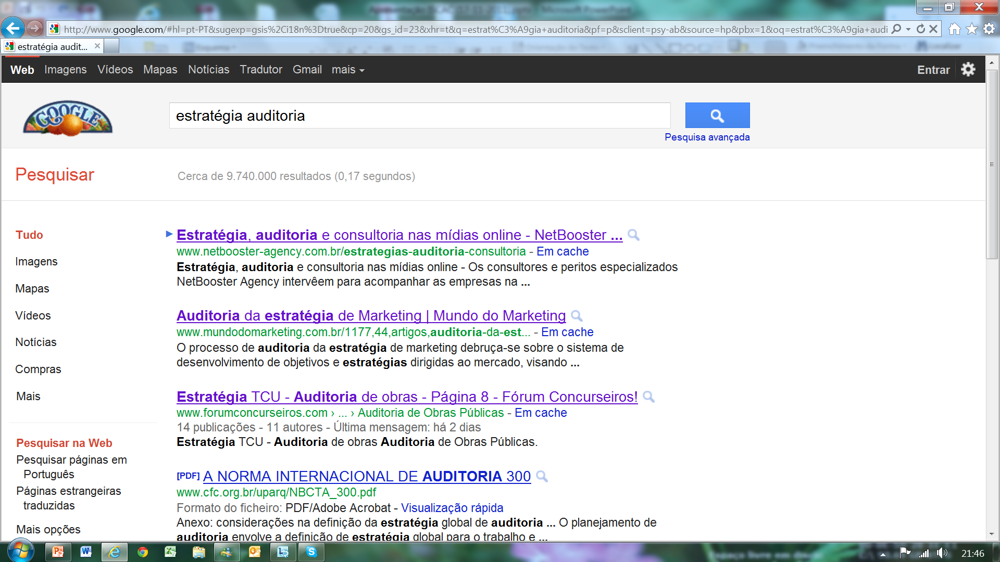 http://www.google.com/#hl=pt-PT&sugexp=gsis%2Ci18n%3Dtrue&cp=20&gs_id=23&xhr=t&q=estrat%C3%A9gia+auditoria&pf=p&sclient=psy-ab&source=hp&pbx=1&oq=estrat%C3%A9gia+audi
estratégia audit...
Web Imagens Vídeos Mapas Notícias Tradutor Gmail mais
Entrar
GOOGLE
estratégia auditoria
Pesquisa avançada
Pesquisar
Cerca de 9.740.000 resultados (0,17 segundos)
Tudo
Imagens
Mapas
Vídeos
Notícias
Compras
Mais
Pesquisar na Web
Pesquisar páginas em
Português
Páginas estrangeiras
traduzidas
Mais opções
Estratégia, auditoria e consultoria nas mídias online - NetBooster ...
www.netbooster-agency.com.br/estrategias-auditoria-consultoria - Em cache
Estratégia, auditoria e consultoria nas mídias online - Os consultores e peritos especializados
NetBooster Agency intervêem para acompanhar as empresas na ...
Auditoria da estratégia de Marketing | Mundo do Marketing
www.mundodomarketing.com.br/1177,44,artigos,auditoria-da-est... - Em cache
O processo de auditoria da estratégia de marketing debruça-se sobre o sistema de
desenvolvimento de objetivos e estratégias dirigidas ao mercado, visando ...
Estratégia TCU - Auditoria de obras - Página 8 - Fórum Concurseiros!
www.forumconcurseiros.com › ... › Auditoria de Obras Públicas - Em cache
14 publicações - 11 autores - Última mensagem: há 2 dias
Estratégia TCU - Auditoria de obras Auditoria de Obras Públicas.
[PDF] A NORMA INTERNACIONAL DE AUDITORIA 300
www.cfc.org.br/uparq/NBCTA_300.pdf
Formato do ficheiro: PDF/Adobe Acrobat - Visualização rápida
Anexo: considerações na definição da estratégia global de auditoria ... O planejamento de
auditoria envolve a definição de estratégia global para o trabalho e ...
21:46